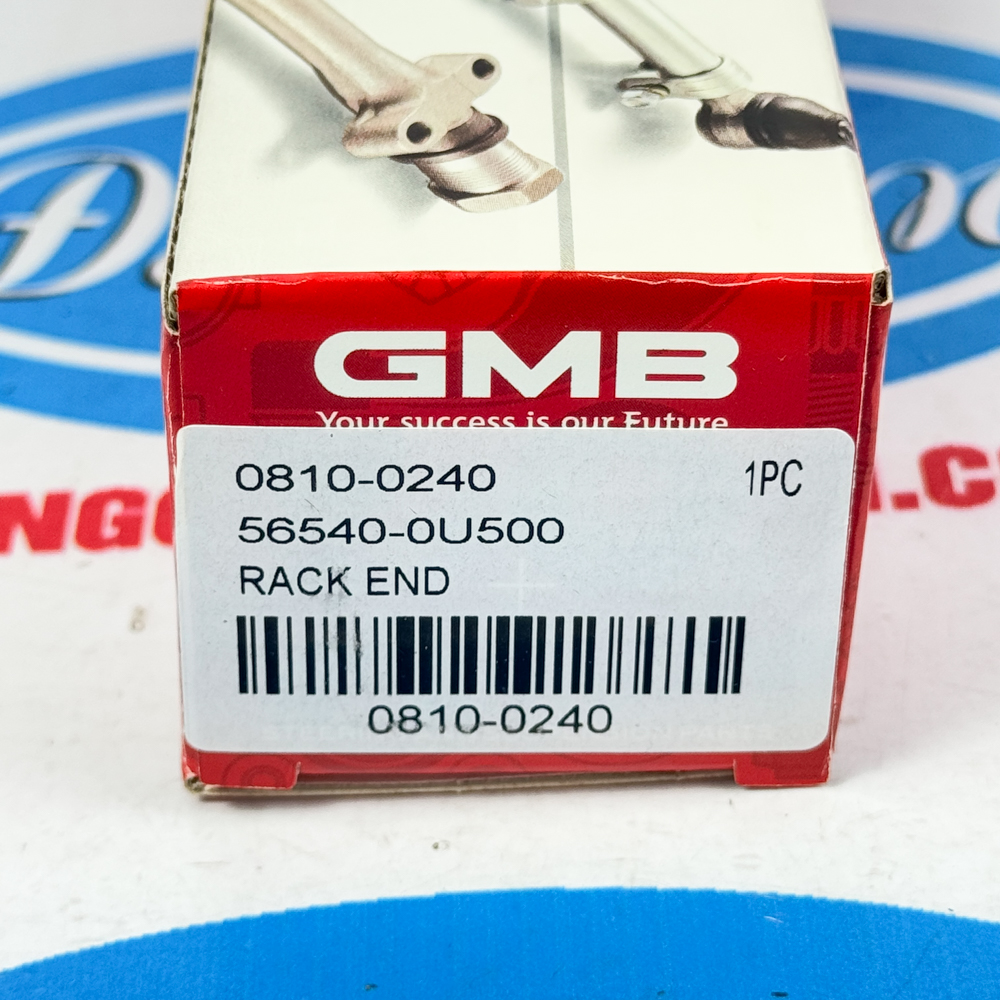 GMB
Your success is our Future
0810-0240
1PC
56540-0U500
RACK END
0810-0240